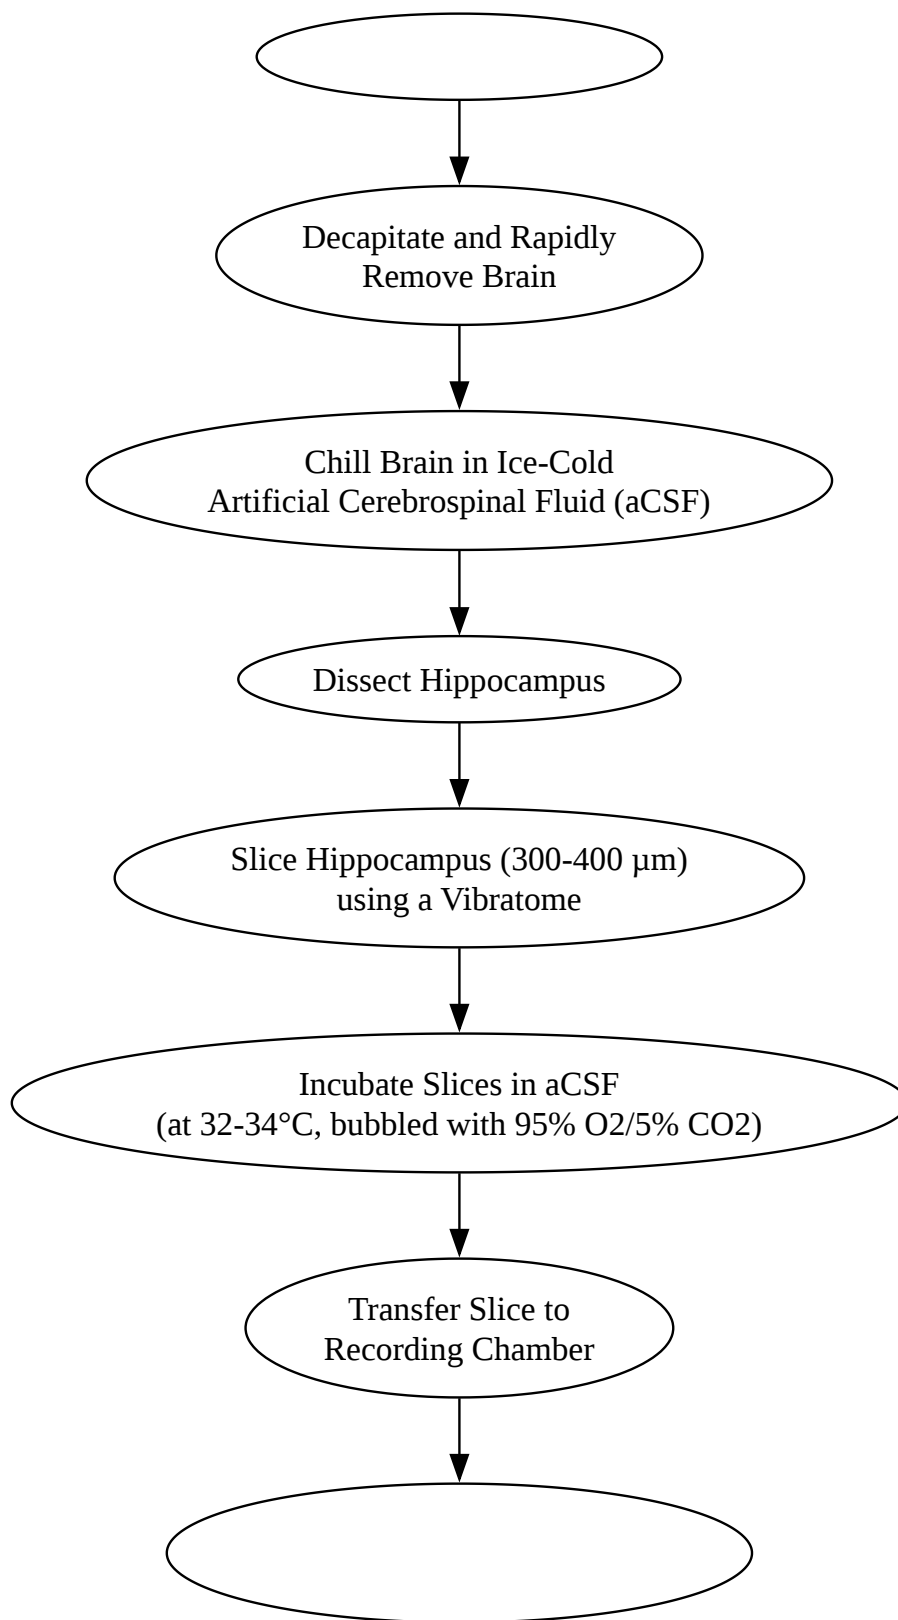 Decapitate and Rapidly
Remove Brain
Chill Brain in Ice-Cold
Artificial Cerebrospinal Fluid (aCSF)
Dissect Hippocampus
Slice Hippocampus (300-400 µm)
using a Vibratome
Incubate Slices in aCSF
(at 32-34°C, bubbled with 95% O2/5% CO2)
Transfer Slice to
Recording Chamber